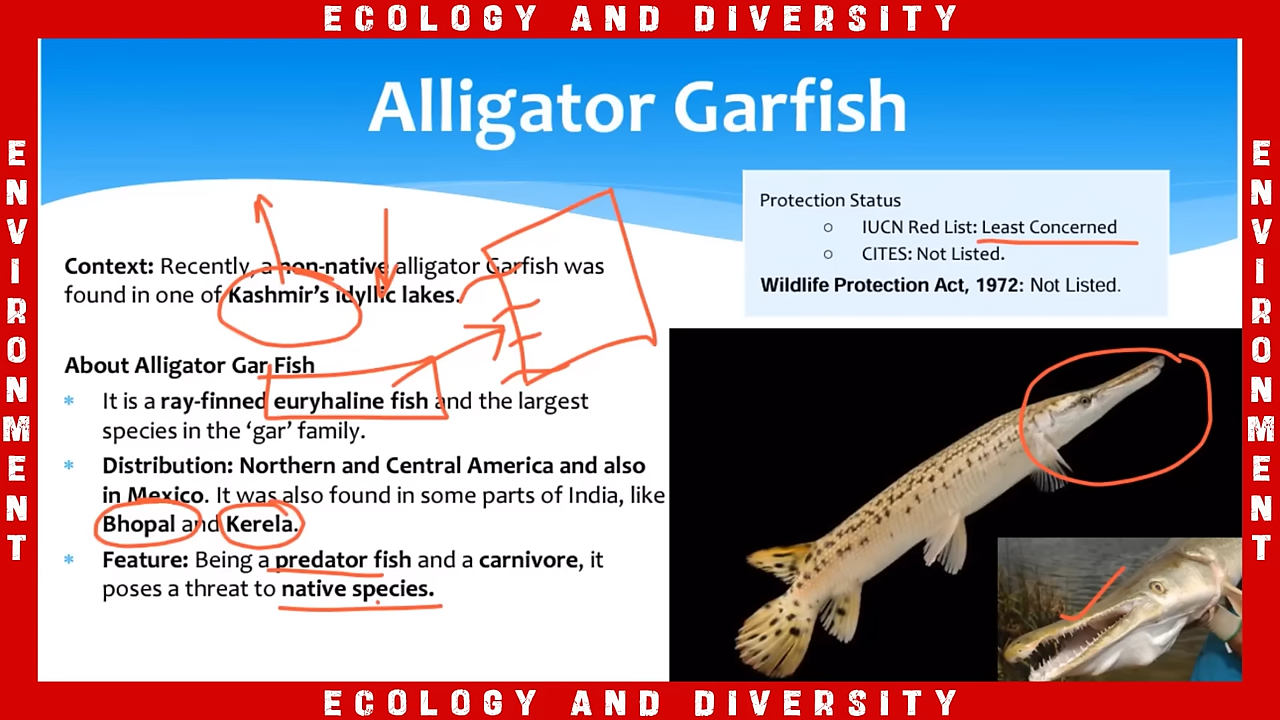 ECOLOGY AND DIVERSITY
ENVIRONMENT
ENVIRONMENT
Alligator Garfish
Protection Status
○ IUCN Red List: Least Concerned
○ CITES: Not Listed.
Wildlife Protection Act, 1972: Not Listed.
Context: Recently, a non-native alligator Garfish was
found in one of Kashmir's idyllic lakes.
About Alligator Gar Fish
* It is a ray-finned euryhaline fish and the largest
species in the 'gar' family.
* Distribution: Northern and Central America and also
in Mexico. It was also found in some parts of India, like
Bhopal and Kerela.
* Feature: Being a predator fish and a carnivore, it
poses a threat to native species.
ECOLOGY AND DIVERSITY